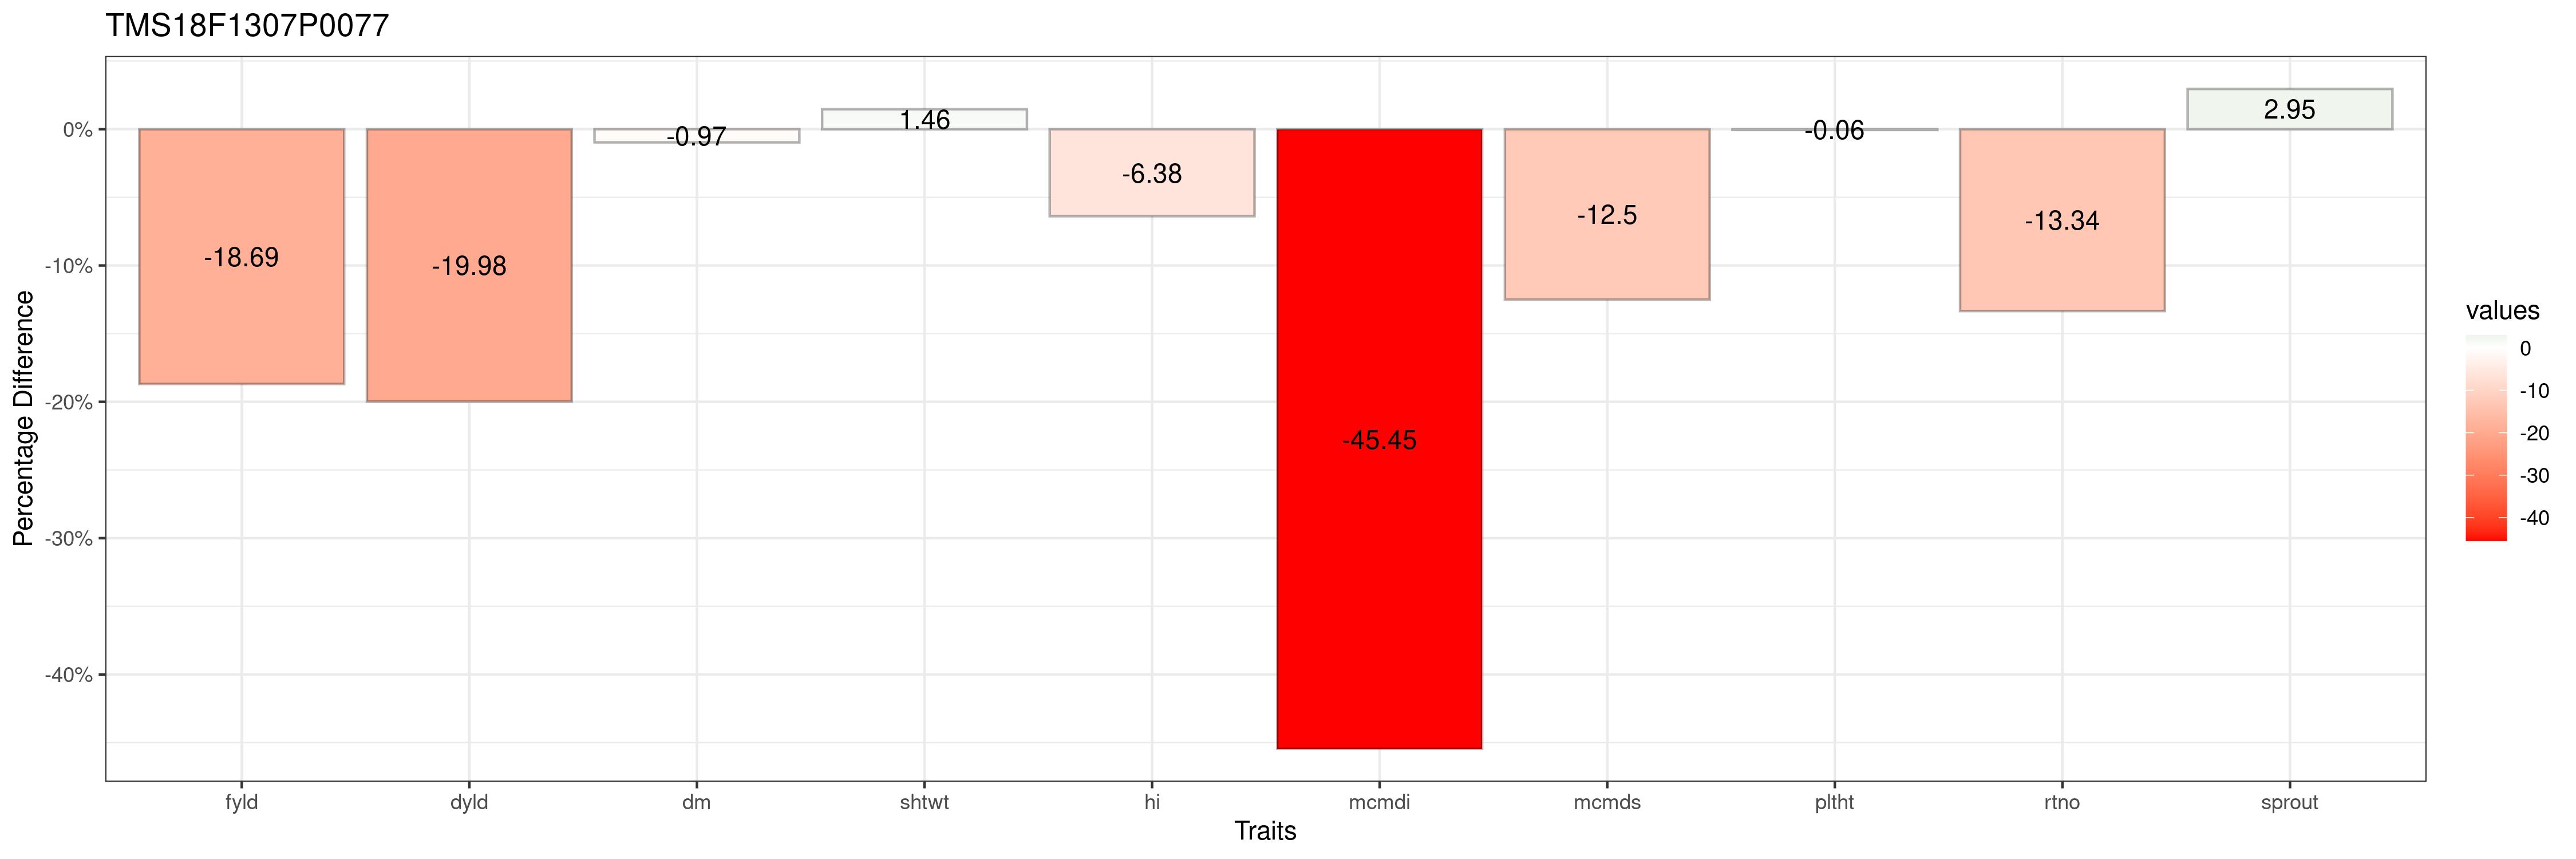 TMS18F1307P0077
Percentage Difference
0%
-10%
-20%
-30%
-40%
-18.69
-19.98
-0.97
1.46
-6.38
-45.45
-12.5
-0.06
-13.34
2.95
fyld
dyld
dm
shtwt
hi
mcmdi
mcmds
pltht
rtno
sprout
Traits
values
0
-10
-20
-30
-40